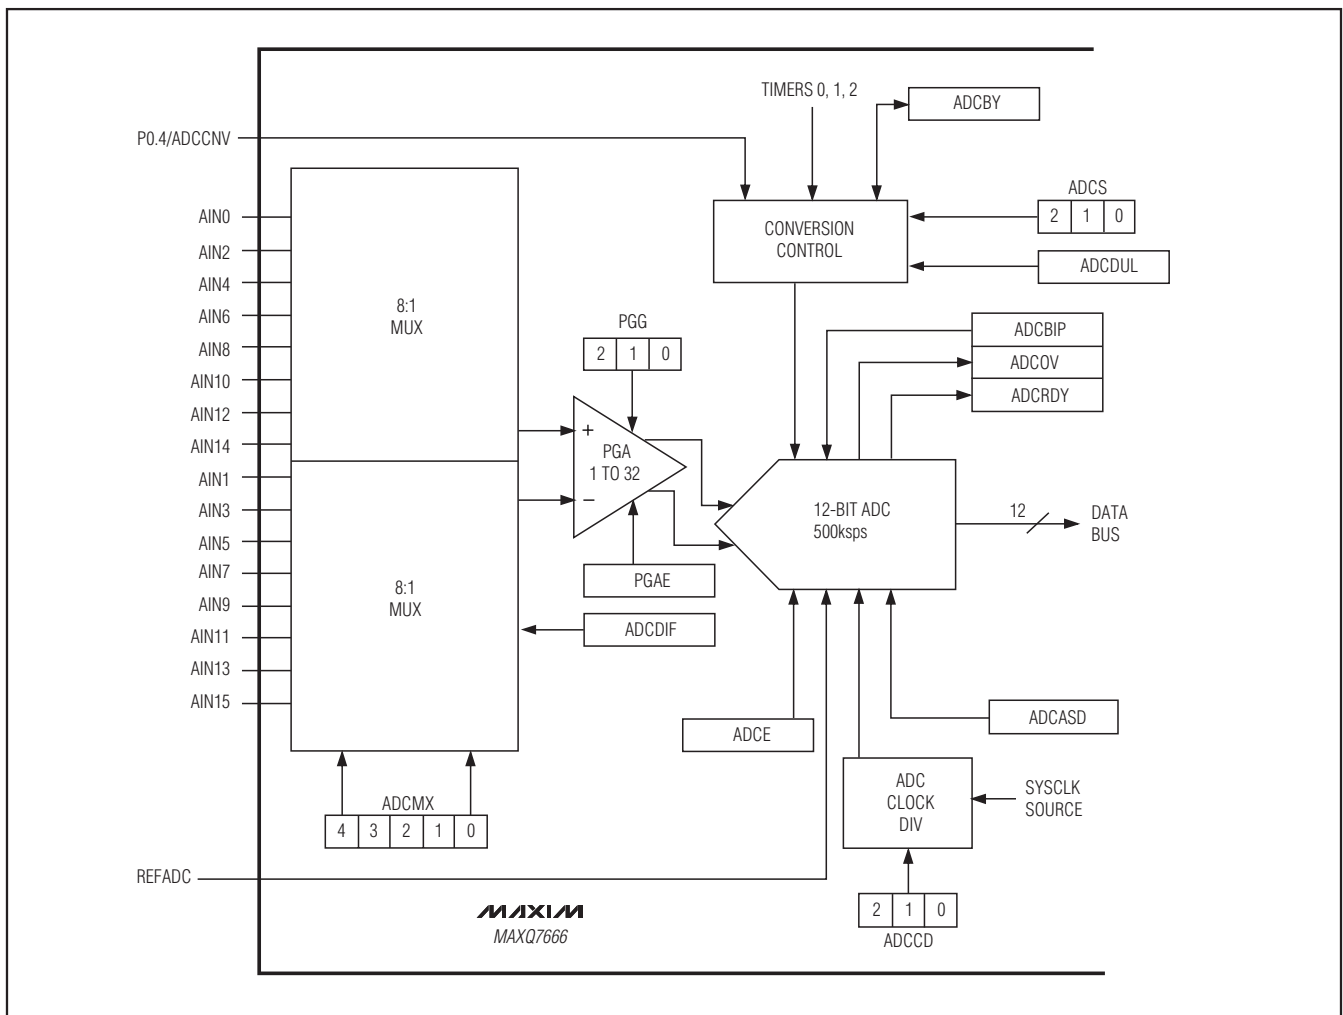 TIMERS 0, 1, 2
ADCBY
P0.4/ADCCNV
ADCS
2 1 0
CONVERSION
CONTROL
ADCDUL
AIN0
AIN2
AIN4
AIN6
AIN8
AIN10
AIN12
AIN14
AIN1
AIN3
AIN5
AIN7
AIN9
AIN11
AIN13
AIN15
8:1
MUX
8:1
MUX
PGG
2 1 0
+
PGA
1 TO 32
−
PGAE
ADCDIF
ADCBIP
ADCOV
ADCRDY
12-BIT ADC
500ksps
12
DATA
BUS
ADCE
ADCASD
ADC
CLOCK
DIV
SYSCLK
SOURCE
ADCMX
4 3 2 1 0
REFADC
2 1 0
ADCCD
MAXIM
MAXQ7666